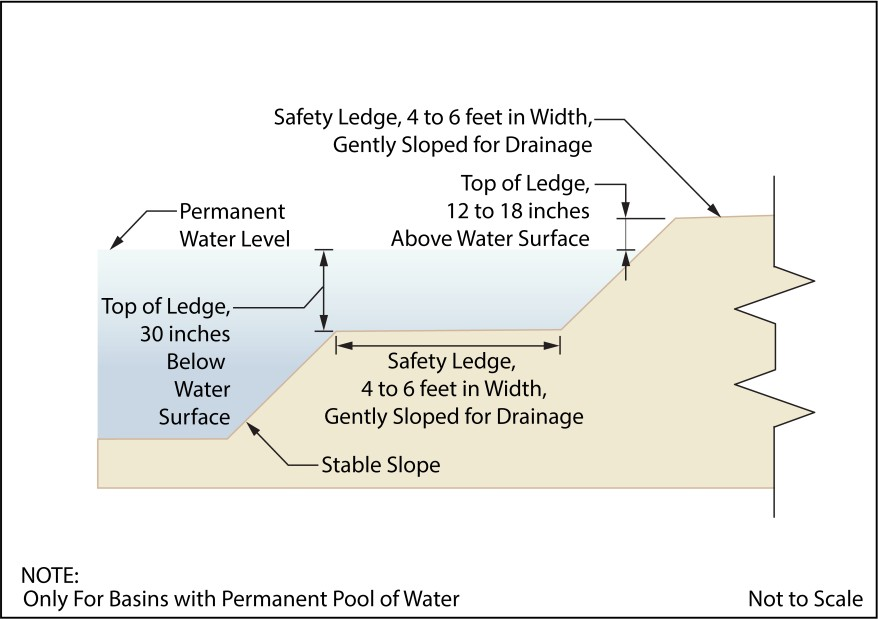 Safety Ledge, 4 to 6 feet in Width,
Gently Sloped for Drainage
Top of Ledge,
12 to 18 inches
Above Water Surface
Permanent
Water Level
Top of Ledge,
30 inches
Below
Water
Surface
Safety Ledge,
4 to 6 feet in Width,
Gently Sloped for Drainage
Stable Slope
NOTE:
Only For Basins with Permanent Pool of Water
Not to Scale